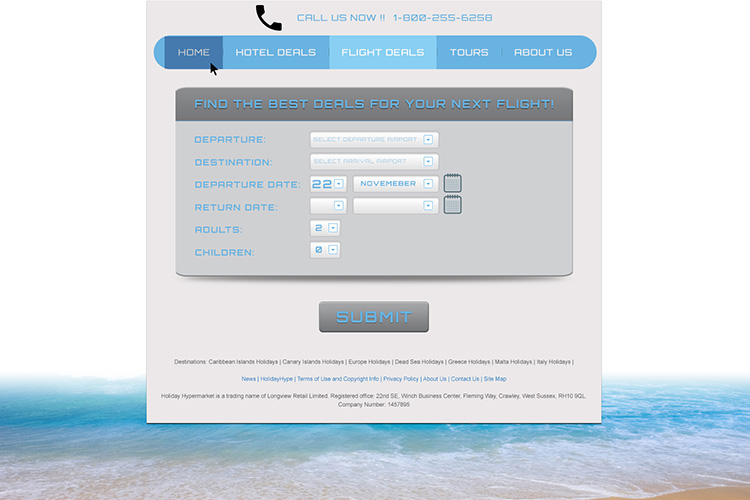 CALL US NOW !! 1-800-255-6258
HOME HOTEL DEALS FLIGHT DEALS TOURS ABOUT US
FIND THE BEST DEALS FOR YOUR NEXT FLIGHT!
DEPARTURE: SELECT DEPARTURE AIRPORT
DESTINATION: SELECT ARRIVAL AIRPORT
DEPARTURE DATE: 22 NOVEMEBER
RETURN DATE:
ADULTS: 2
CHILDREN: 0
SUBMIT
Destinations: Caribbean Islands Holidays | Canary Islands Holidays | Europe Holidays | Dead Sea Holidays | Greece Holidays | Malta Holidays | Italy Holidays |
News | HolidayHype | Terms of Use and Copyright Info | Privacy Policy | About Us | Contact Us | Site Map
Holiday Hypermarket is a trading name of Longview Retail Limited. Registered office: 22nd SE, Winch Business Center, Fleming Way, Crawley, West Sussex, RH10 9QL.
Company Number: 1457895